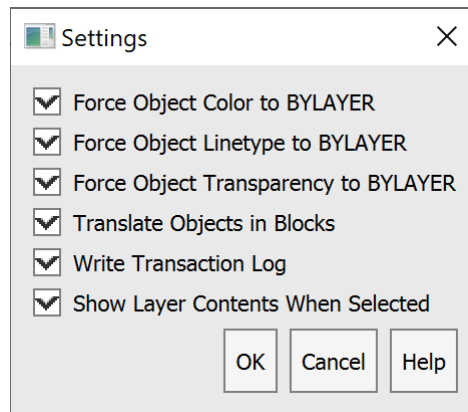 Settings
Force Object Color to BYLAYER
Force Object Linetype to BYLAYER
Force Object Transparency to BYLAYER
Translate Objects in Blocks
Write Transaction Log
Show Layer Contents When Selected
OK Cancel Help